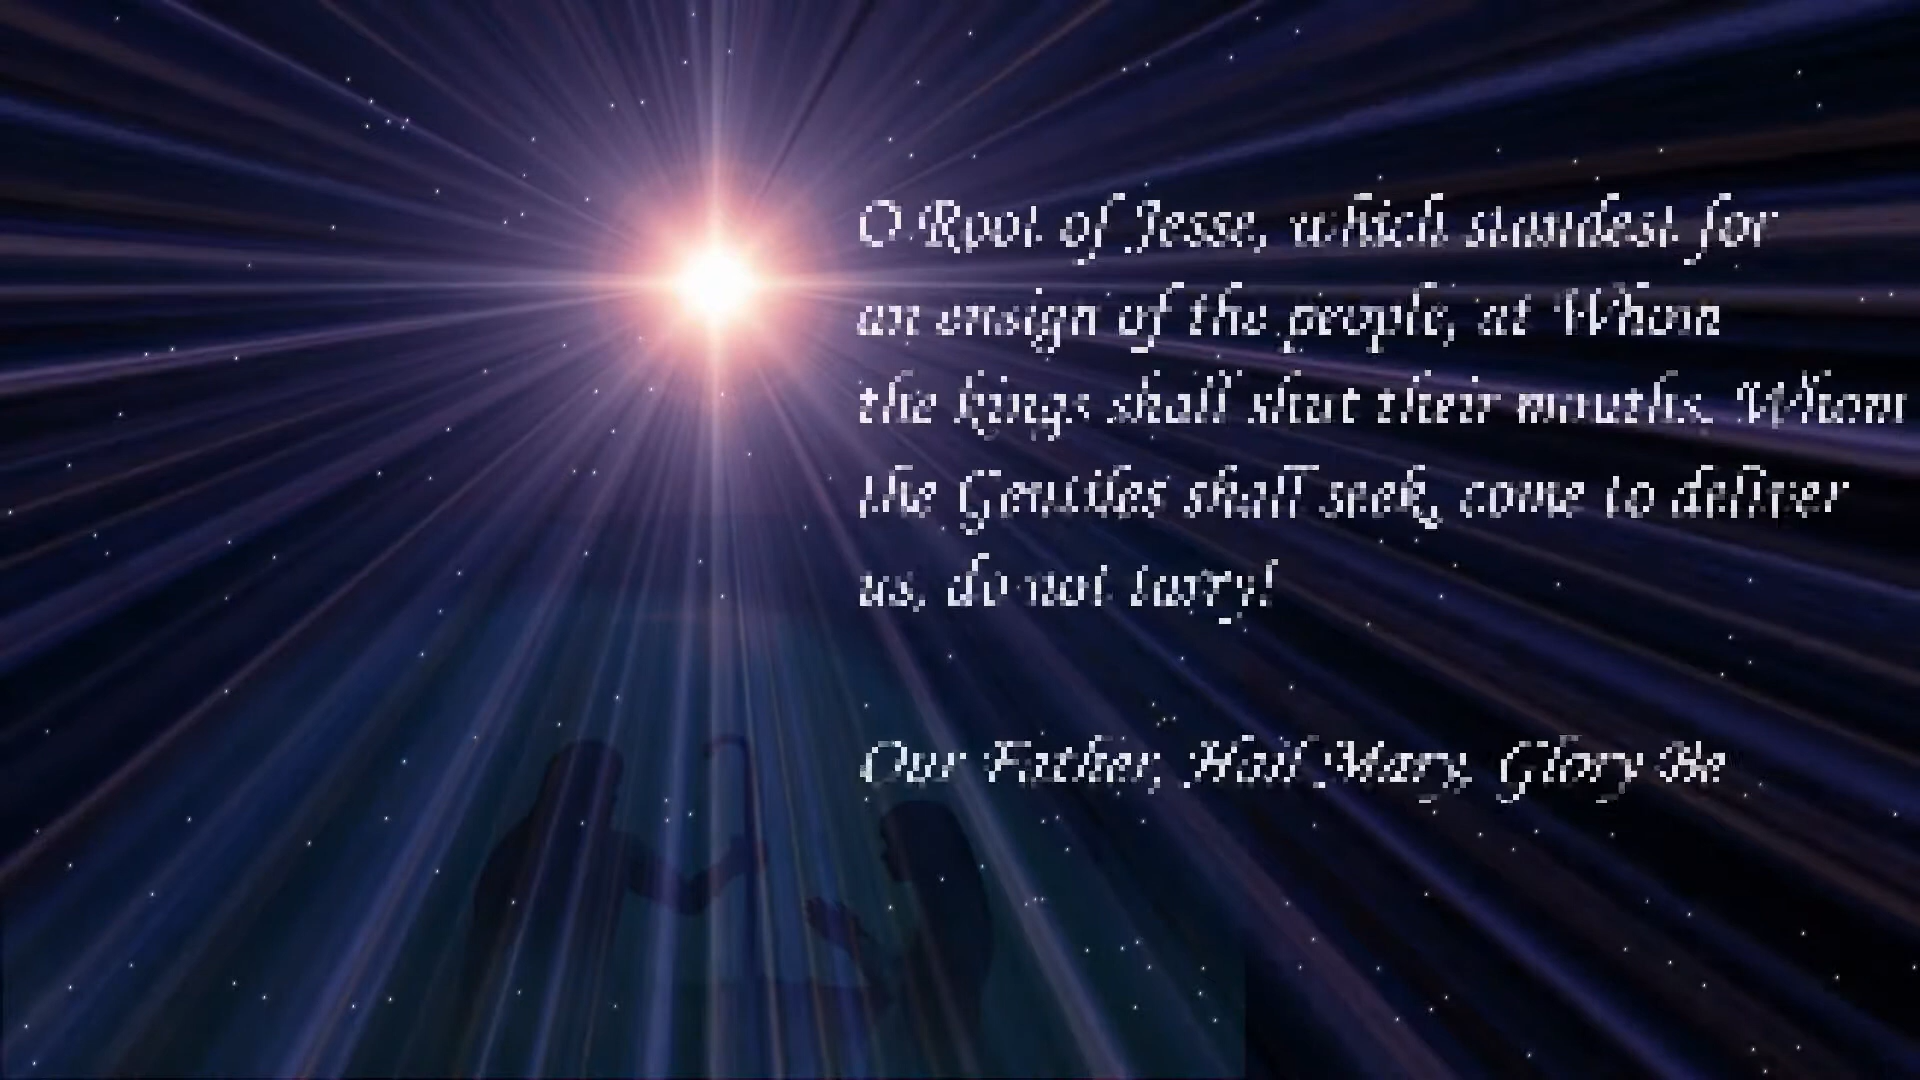 O Root of Jesse, which standest for
an ensign of the people, at Whom
the kings shall shut their mouths, Whom
the Gentiles shall seek, come to deliver
us, do not tarry!
Our Father, Hail Mary, Glory Be